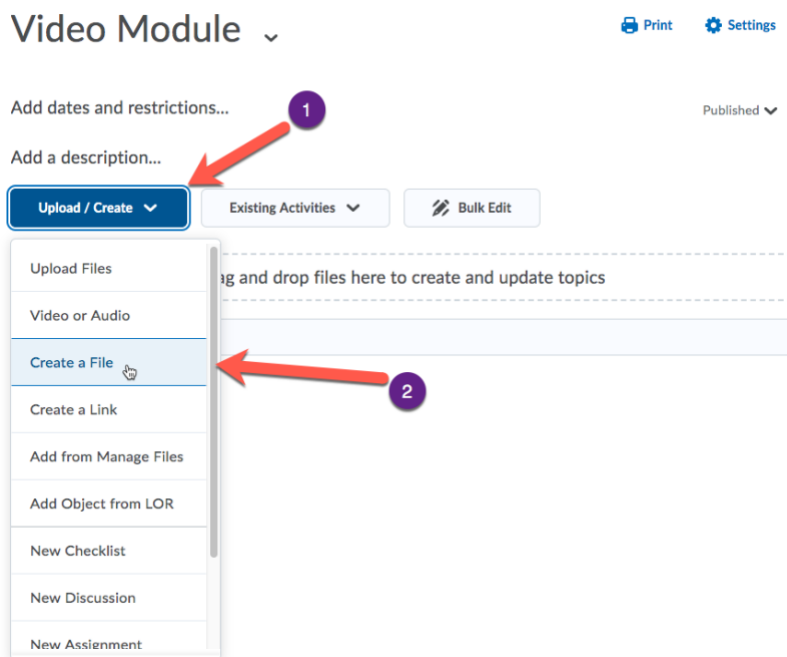 Video Module
Print
Settings
Add dates and restrictions...
1
Published
Add a description...
Upload / Create
Existing Activities
Bulk Edit
Upload Files
and drop files here to create and update topics
Video or Audio
Create a File
2
Create a Link
Add from Manage Files
Add Object from LOR
New Checklist
New Discussion
New Assignment